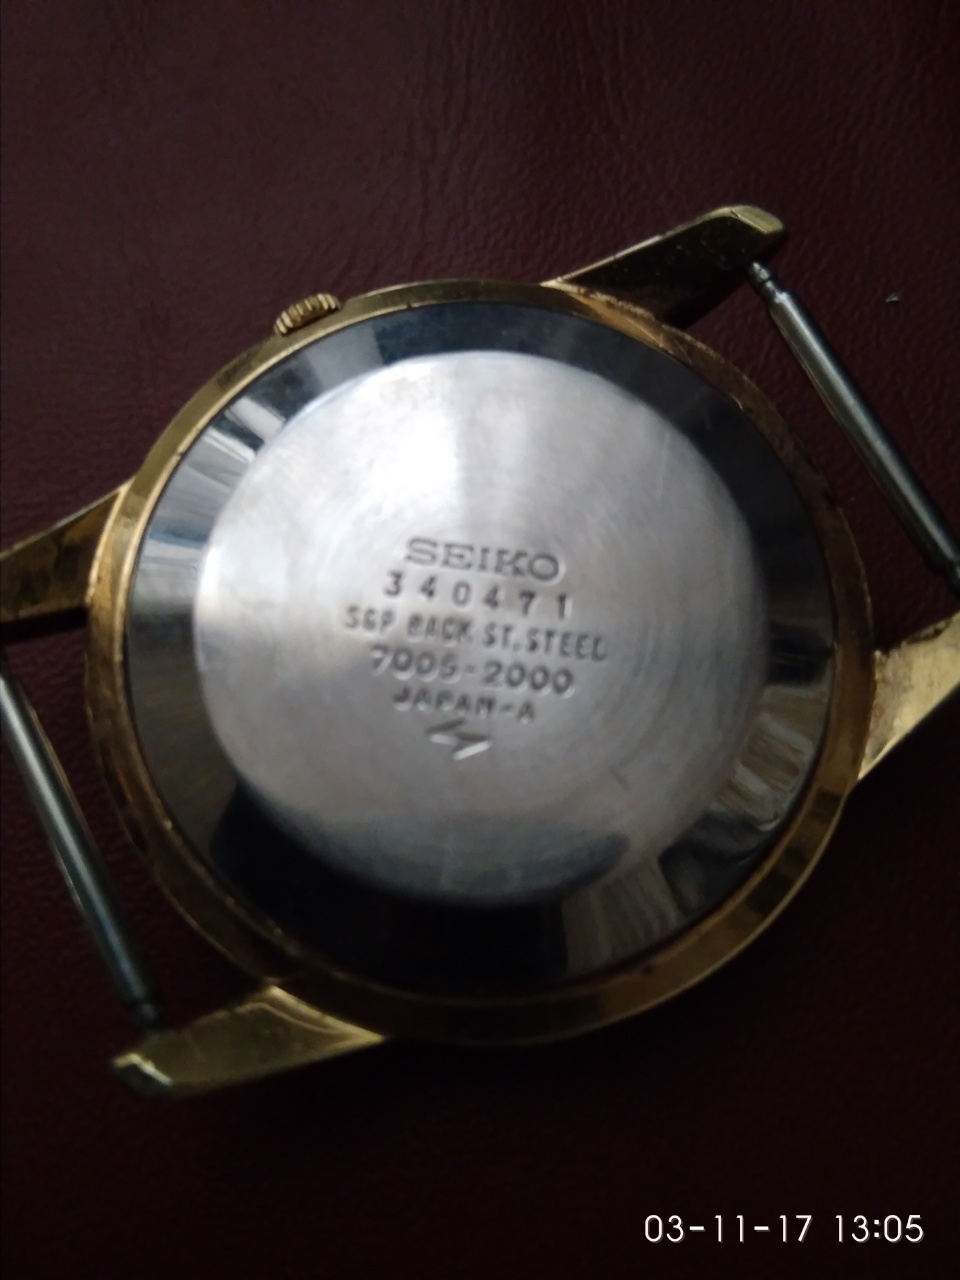 SEIKO
340471
SGP BACK ST.STEEL
7005-2000
JAPAN-A
03-11-17 13:05